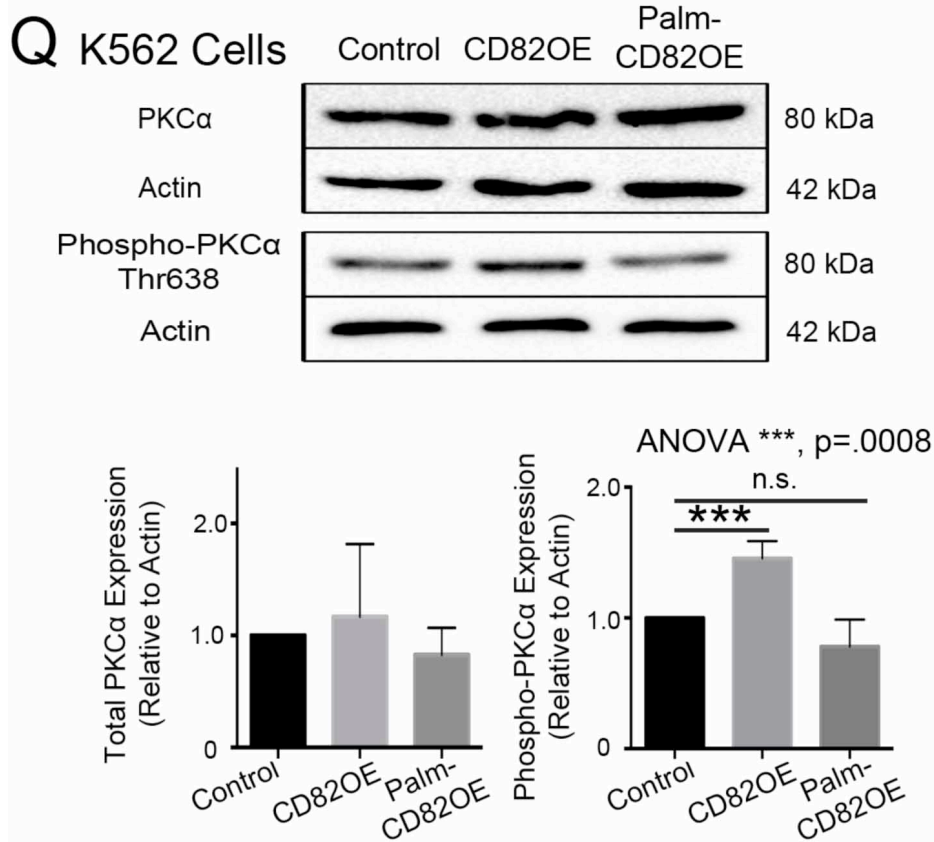 Q K562 Cells
Control CD82OE Palm-
CD82OE
PKCα 80 kDa
Actin 42 kDa
Phospho-PKCα
Thr638 80 kDa
Actin 42 kDa
ANOVA ***, p=.0008
n.s.
***
Total PKCα Expression
(Relative to Actin)
2.0
1.0
0
Control CD82OE Palm-
CD82OE
Phospho-PKCα Expression
(Relative to Actin)
2.0
1.0
0
Control CD82OE Palm-
CD82OE